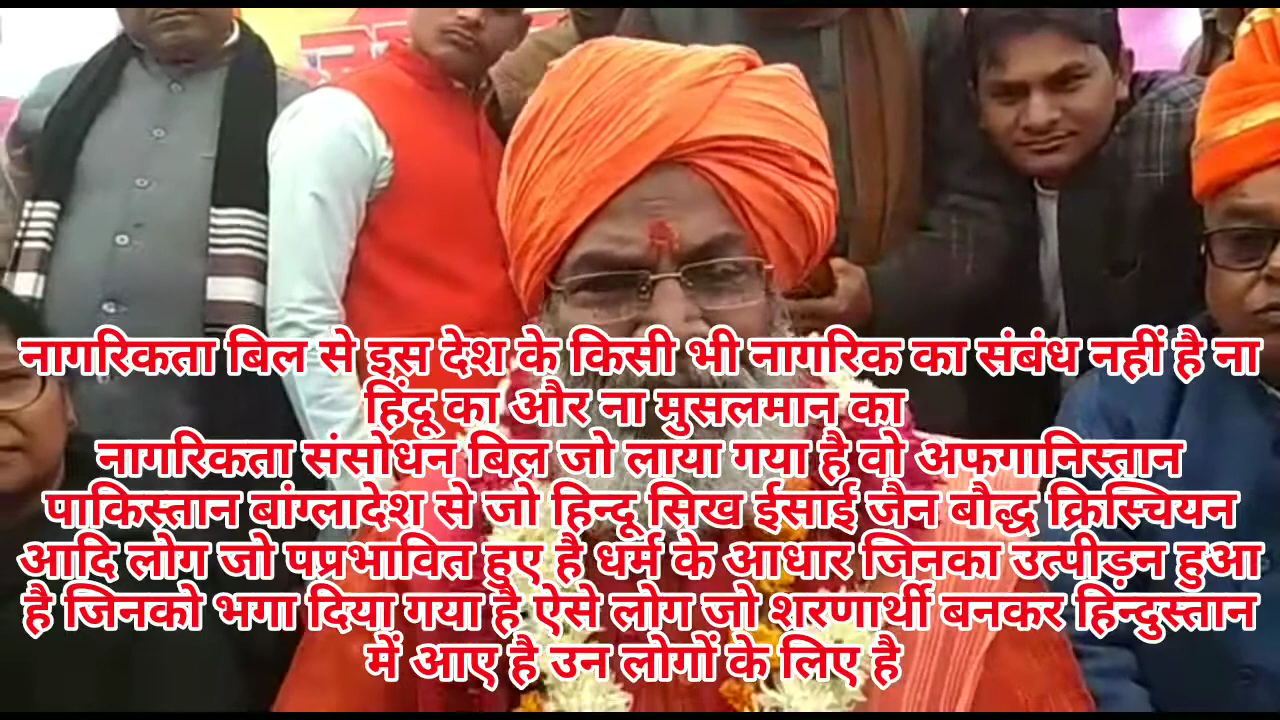 नागरिकता बिल से इस देश के किसी भी नागरिक का संबंध नहीं है ना
हिंदू का और ना मुसलमान का
नागरिकता संसोधन बिल जो लाया गया है वो अफगानिस्तान
पाकिस्तान बांग्लादेश से जो हिन्दू सिख ईसाई जैन बौद्ध क्रिस्चियन
आदि लोग जो पप्रभावित हुए है धर्म के आधार जिनका उत्पीड़न हुआ
है जिनको भगा दिया गया है ऐसे लोग जो शरणार्थी बनकर हिन्दुस्तान
में आए है उन लोगों के लिए है